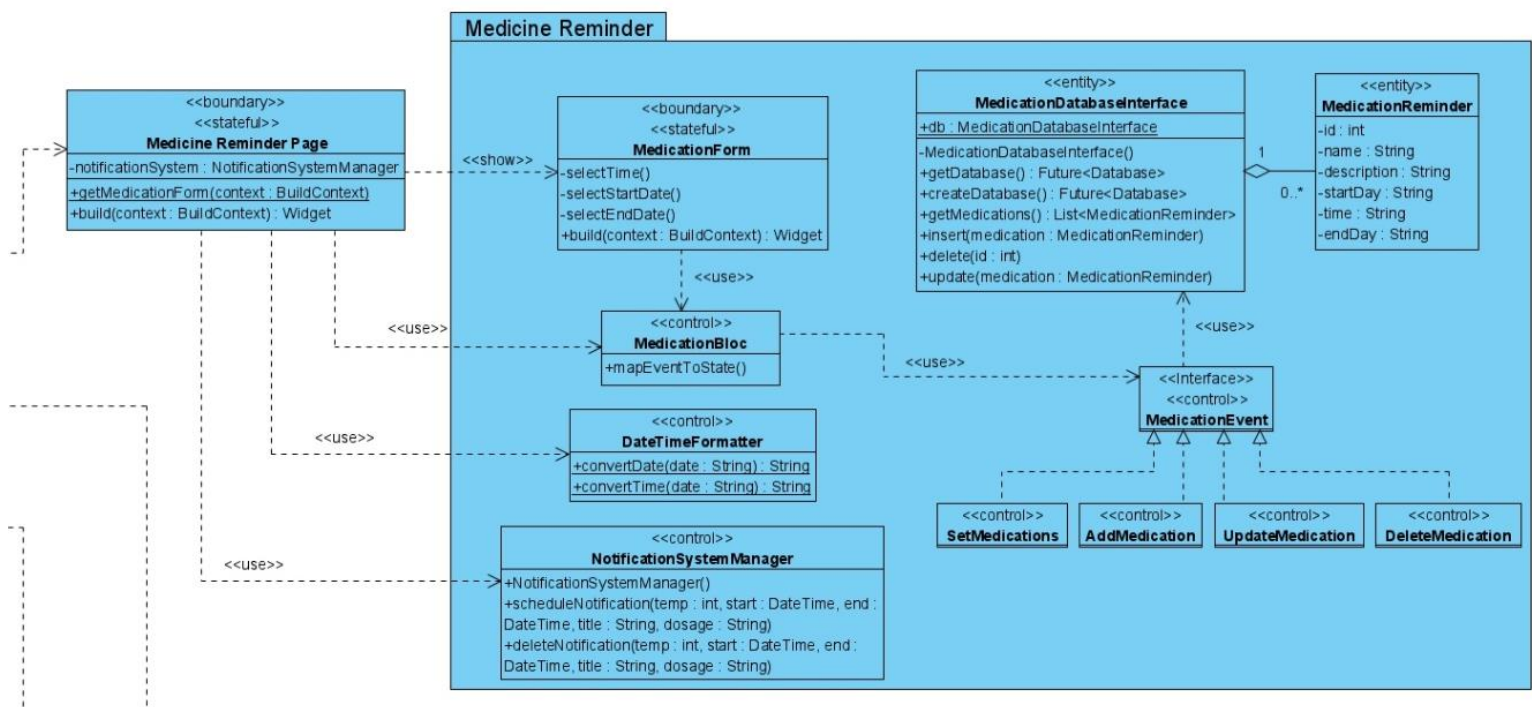 Medicine Reminder
<<boundary>>
<<stateful>>
Medicine Reminder Page
-notificationSystem : NotificationSystemManager
+getMedicationForm(context : BuildContext)
+build(context : BuildContext) : Widget
<<show>>
<<boundary>>
<<stateful>>
MedicationForm
-selectTime()
-selectStartDate()
-selectEndDate()
+build(context : BuildContext) : Widget
<<entity>>
MedicationDatabaseInterface
+db : MedicationDatabaseInterface
-MedicationDatabaseInterface()
+getDatabase() : Future<Database>
+createDatabase() : Future<Database>
+getMedications() : List<MedicationReminder>
+insert(medication : MedicationReminder)
+delete(id : int)
+update(medication : MedicationReminder)
1
0..*
<<entity>>
MedicationReminder
-id : int
-name : String
-description : String
-startDay : String
-time : String
-endDay : String
<<use>>
<<use>>
<<control>>
MedicationBloc
+mapEventToState()
<<use>>
<<use>>
<<Interface>>
<<control>>
MedicationEvent
<<use>>
<<control>>
DateTimeFormatter
+convertDate(date : String) : String
+convertTime(date : String) : String
<<control>>
SetMedications
<<control>>
AddMedication
<<control>>
UpdateMedication
<<control>>
DeleteMedication
<<use>>
<<control>>
NotificationSystemManager
+NotificationSystemManager()
+scheduleNotification(temp : int, start : DateTime, end :
DateTime, title : String, dosage : String)
+deleteNotification(temp : int, start : DateTime, end :
DateTime, title : String, dosage : String)